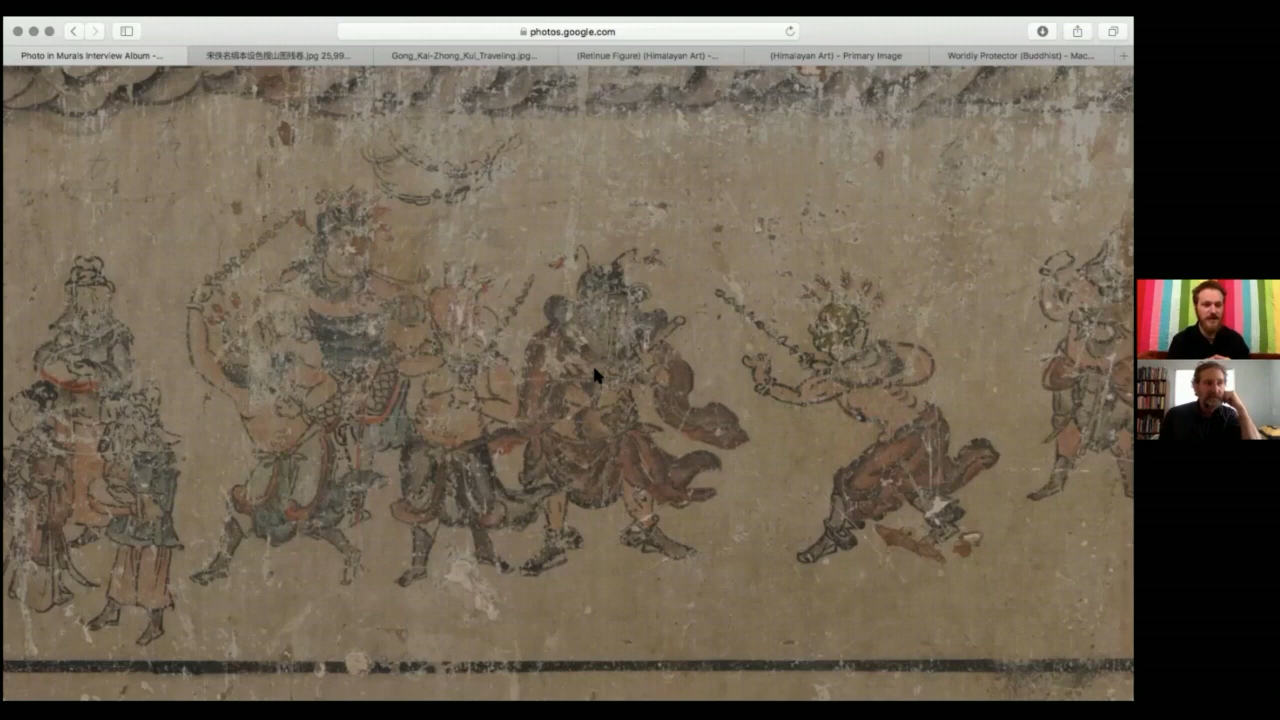 photos.google.com
Photo in Murals Interview Album -...
宋佚名绢本设色搜山图残卷.jpg 25,99...
Gong_Kai-Zhong_Kui_Traveling.jpg...
(Retinue Figure) (Himalayan Art) -...
(Himalayan Art) - Primary Image
Worldly Protector (Buddhist) - Mac...